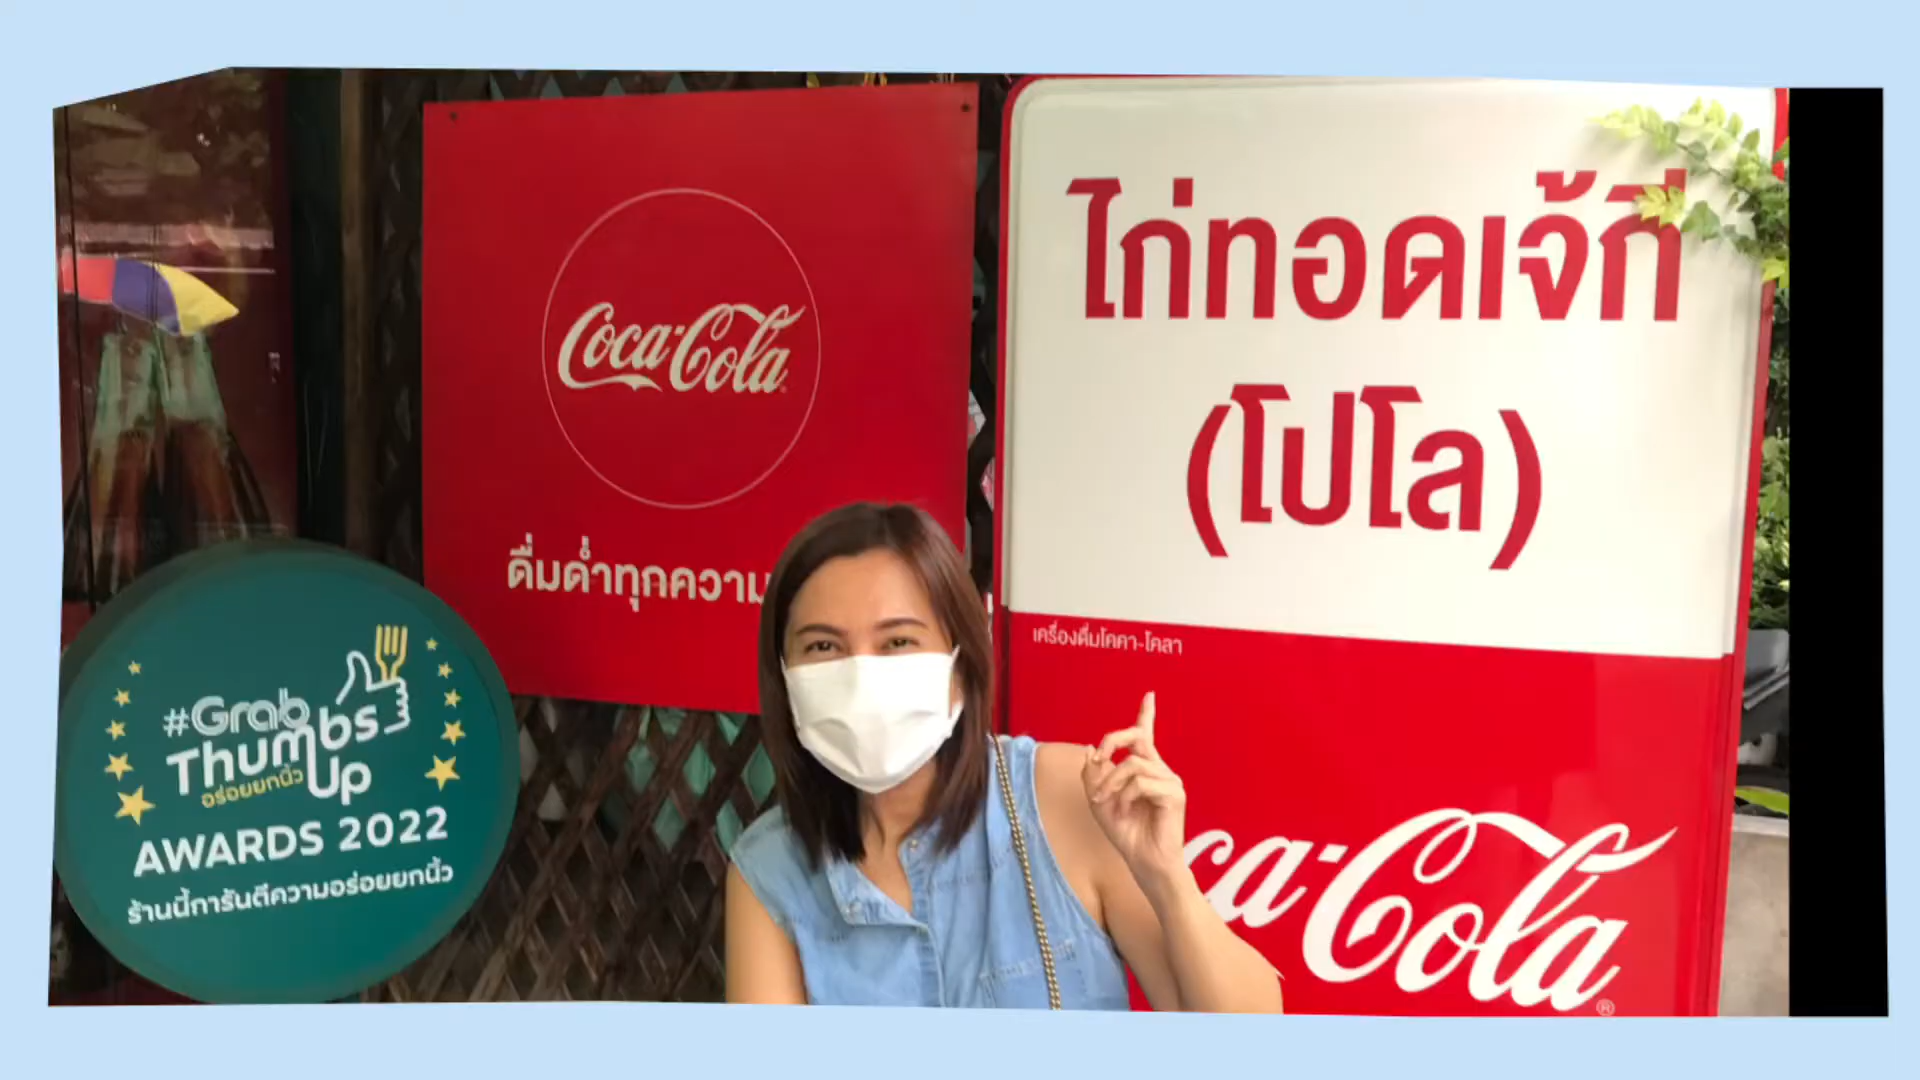 Coca-Cola
ดื่มด่ำทุกความ
ไก่ทอดเจ๊กี
(โปโล)
เครื่องดื่มโคคา-โคลา
ca-Cola
#Grab
Thumbs
Up
อร่อยยกนิ้ว
AWARDS 2022
ร้านนี้การันตีความอร่อยยกนิ้ว